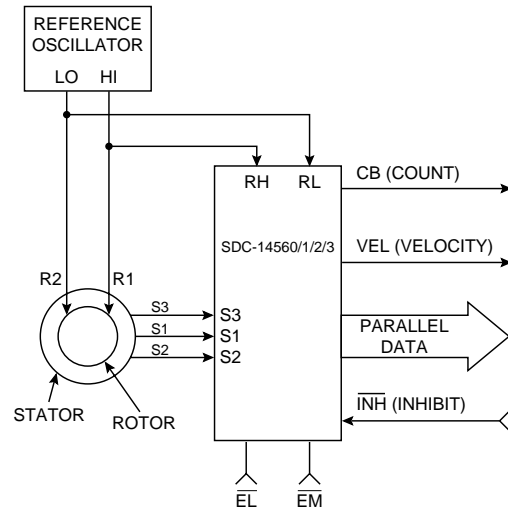 REFERENCE
OSCILLATOR
LO HI
RH RL
CB (COUNT)
SDC-14560/1/2/3
VEL (VELOCITY)
R2 R1
S3 S3
S1 S1
S2 S2
PARALLEL
DATA
STATOR
ROTOR
INH (INHIBIT)
EL EM